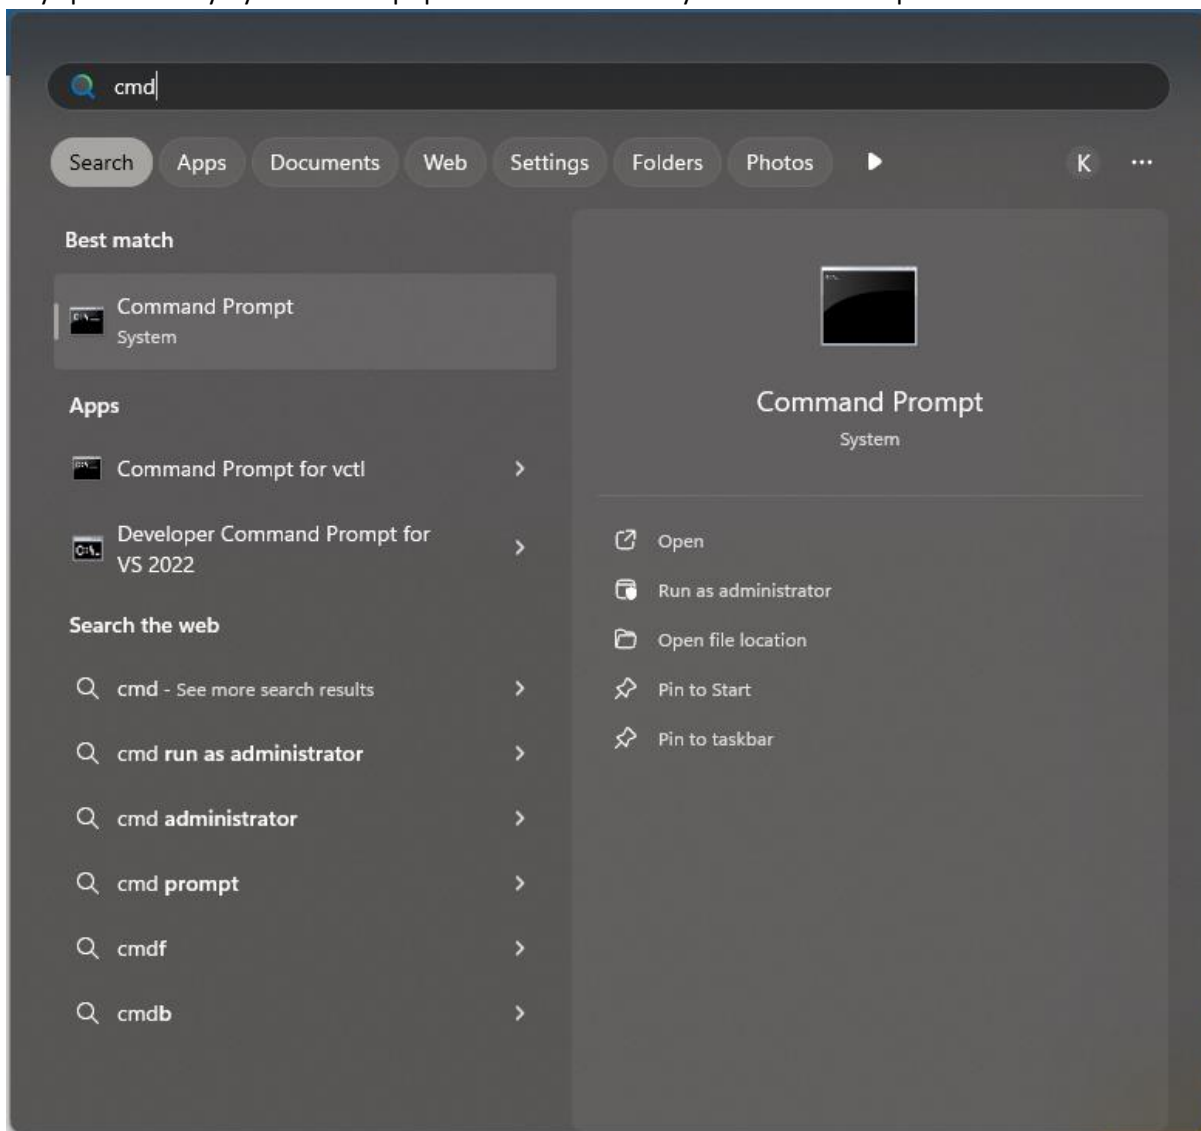 cmd
Search Apps Documents Web Settings Folders Photos K ...
Best match
Command Prompt
System
Apps
Command Prompt for vctl
Developer Command Prompt for
VS 2022
Search the web
cmd - See more search results
cmd run as administrator
cmd administrator
cmd prompt
cmdf
cmdb
Command Prompt
System
Open
Run as administrator
Open file location
Pin to Start
Pin to taskbar